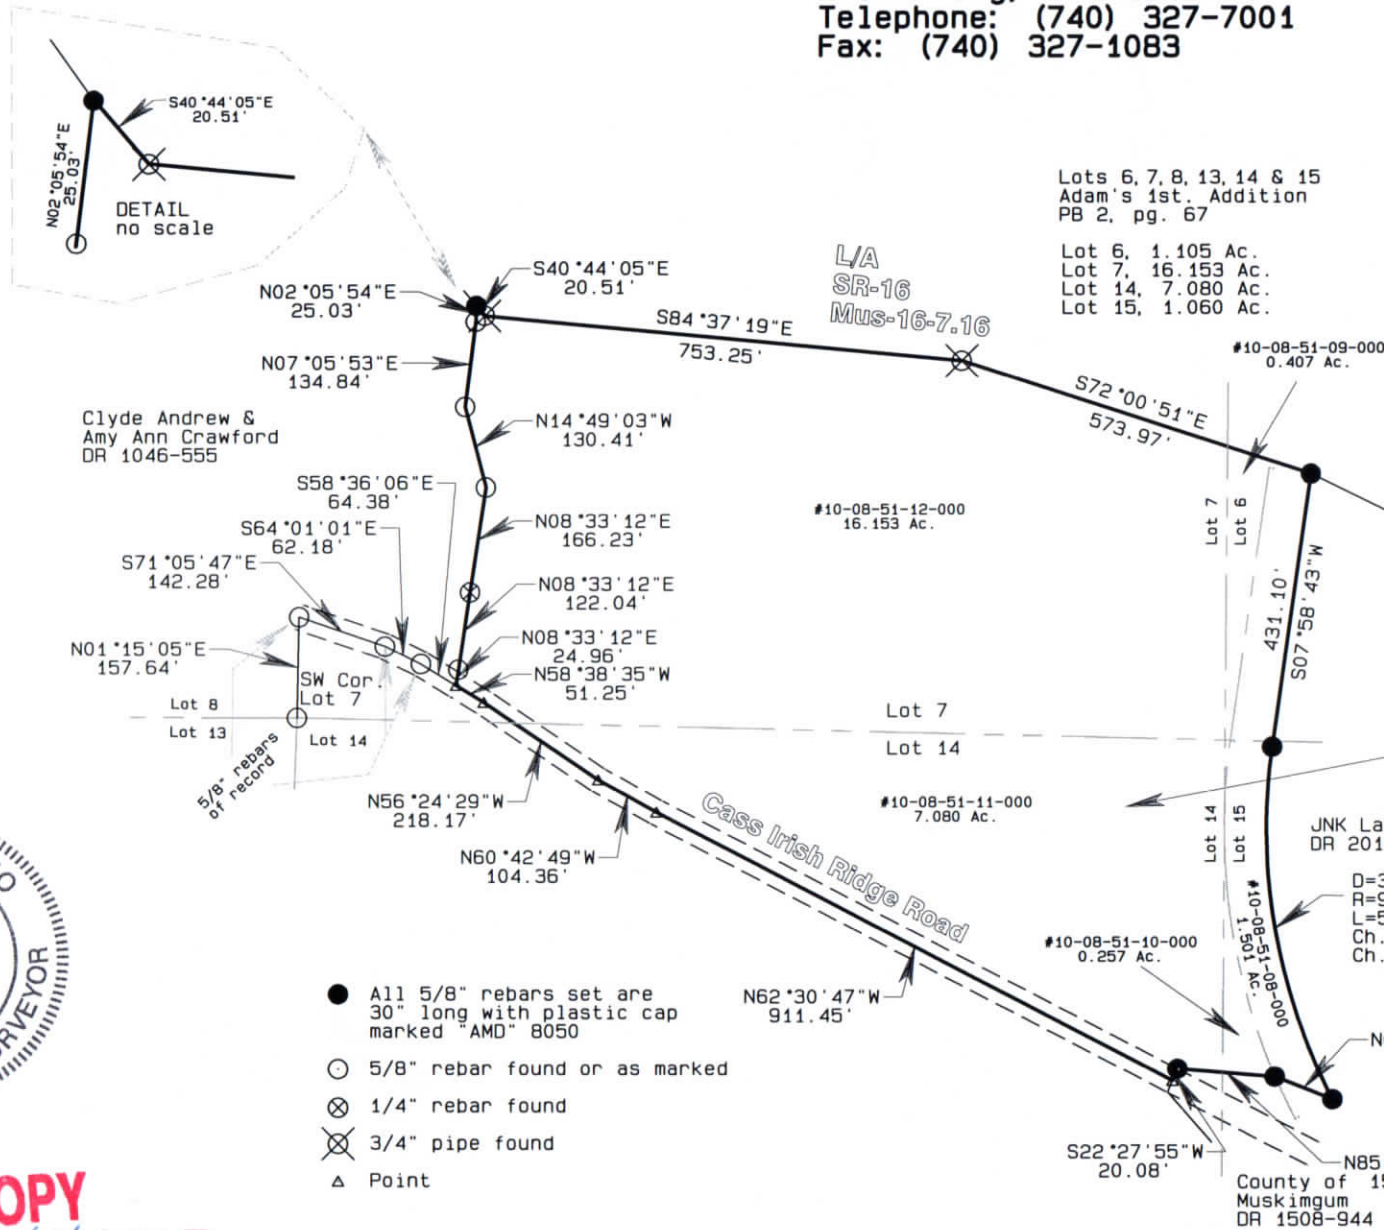 Telephone: (740) 327-7001
Fax: (740) 327-1083
S40°44'05"E
20.51'
N02°05'54"E
25.03'
DETAIL
no scale
Lots 6, 7, 8, 13, 14 & 15
Adam's 1st. Addition
PB 2, pg. 67
Lot 6, 1.105 Ac.
Lot 7, 16.153 Ac.
Lot 14, 7.080 Ac.
Lot 15, 1.060 Ac.
L/A
SR-16
Mus-16-7.16
S40°44'05"E
20.51'
N02°05'54"E
25.03'
S84°37'19"E
753.25'
#10-08-51-09-000
0.407 Ac.
N07°05'53"E
134.84'
S72°00'51"E
573.97'
Clyde Andrew &
Amy Ann Crawford
DR 1046-555
N14°49'03"W
130.41'
S58°36'06"E
64.38'
#10-08-51-12-000
16.153 Ac.
Lot 7
Lot 6
S64°01'01"E
62.18'
N08°33'12"E
166.23'
S71°05'47"E
142.28'
N08°33'12"E
122.04'
431.10'
S07°58'43"W
N01°15'05"E
157.64'
N08°33'12"E
24.96'
N58°38'35"W
51.25'
SW Cor.
Lot 7
Lot 8
Lot 13
Lot 14
Lot 7
Lot 14
5/8" rebars
of record
N56°24'29"W
218.17'
#10-08-51-11-000
7.080 Ac.
Lot 14
Lot 15
JNK La
DR 201
N60°42'49"W
104.36'
Cass Irish Ridge Road
D=3
R=9
L=5
Ch.
Ch.
#10-08-51-08-000
1.501 Ac.
#10-08-51-10-000
0.257 Ac.
N62°30'47"W
911.45'
All 5/8" rebars set are
30" long with plastic cap
marked "AMD" 8050
5/8" rebar found or as marked
1/4" rebar found
3/4" pipe found
Point
S22°27'55"W
20.08'
N85
County of 15
Muskimgum
DR 1508-944
RVEYOR
OPY